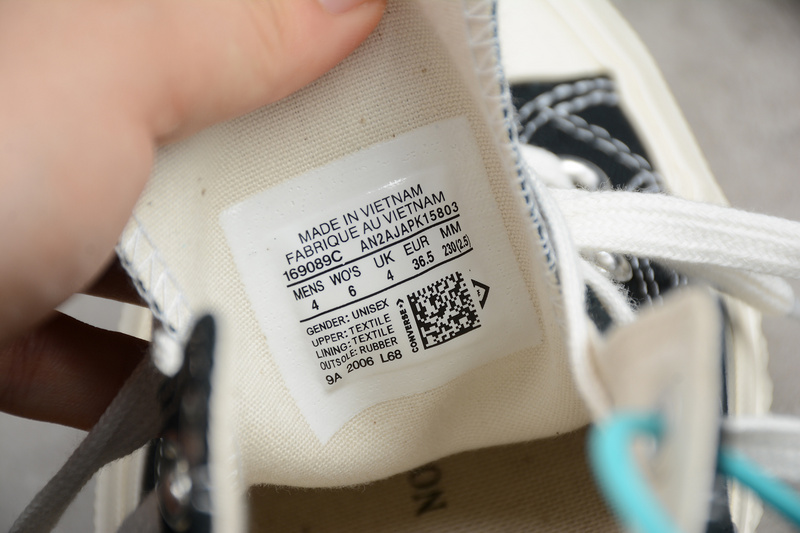 MADE IN VIETNAM
FABRIQUE AU VIETNAM
169089C AN2AJAPK15803
MENS WO'S UK EUR MM
4 6 4 36.5 230(2.5)
GENDER: UNISEX
UPPER: TEXTILE
LINING: TEXTILE
OUTSOLE: RUBBER
9A 2006 L68
CONVERSE